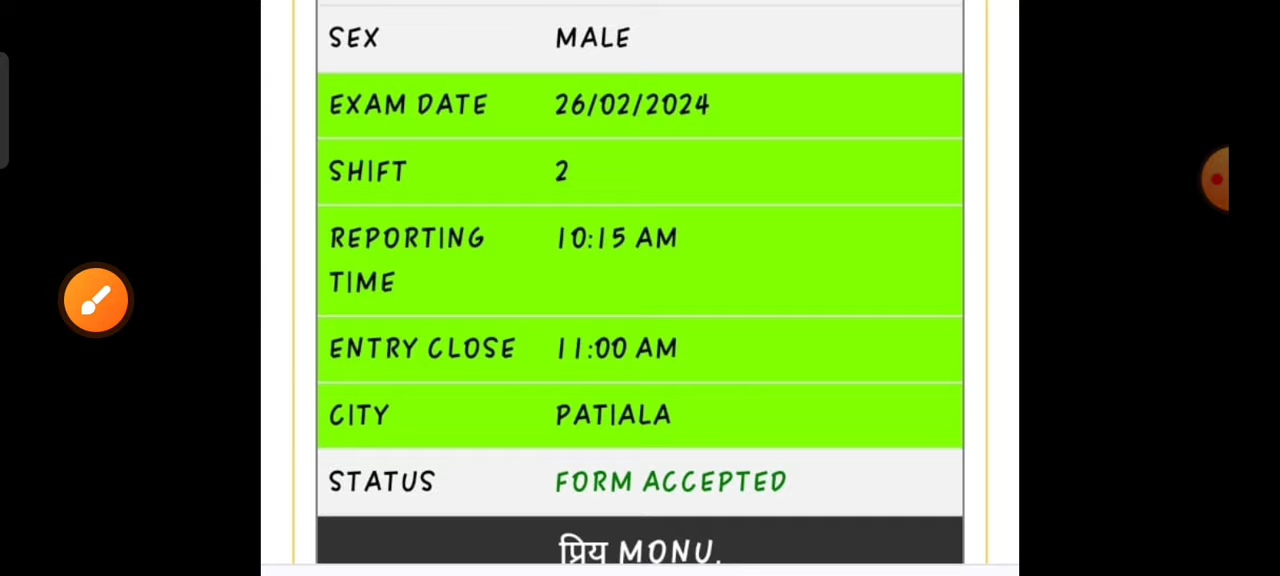 SEX MALE
EXAM DATE 26/02/2024
SHIFT 2
REPORTING 10:15 AM
TIME
ENTRY CLOSE 11:00 AM
CITY PATIALA
STATUS FORM ACCEPTED
प्रिय MONU,